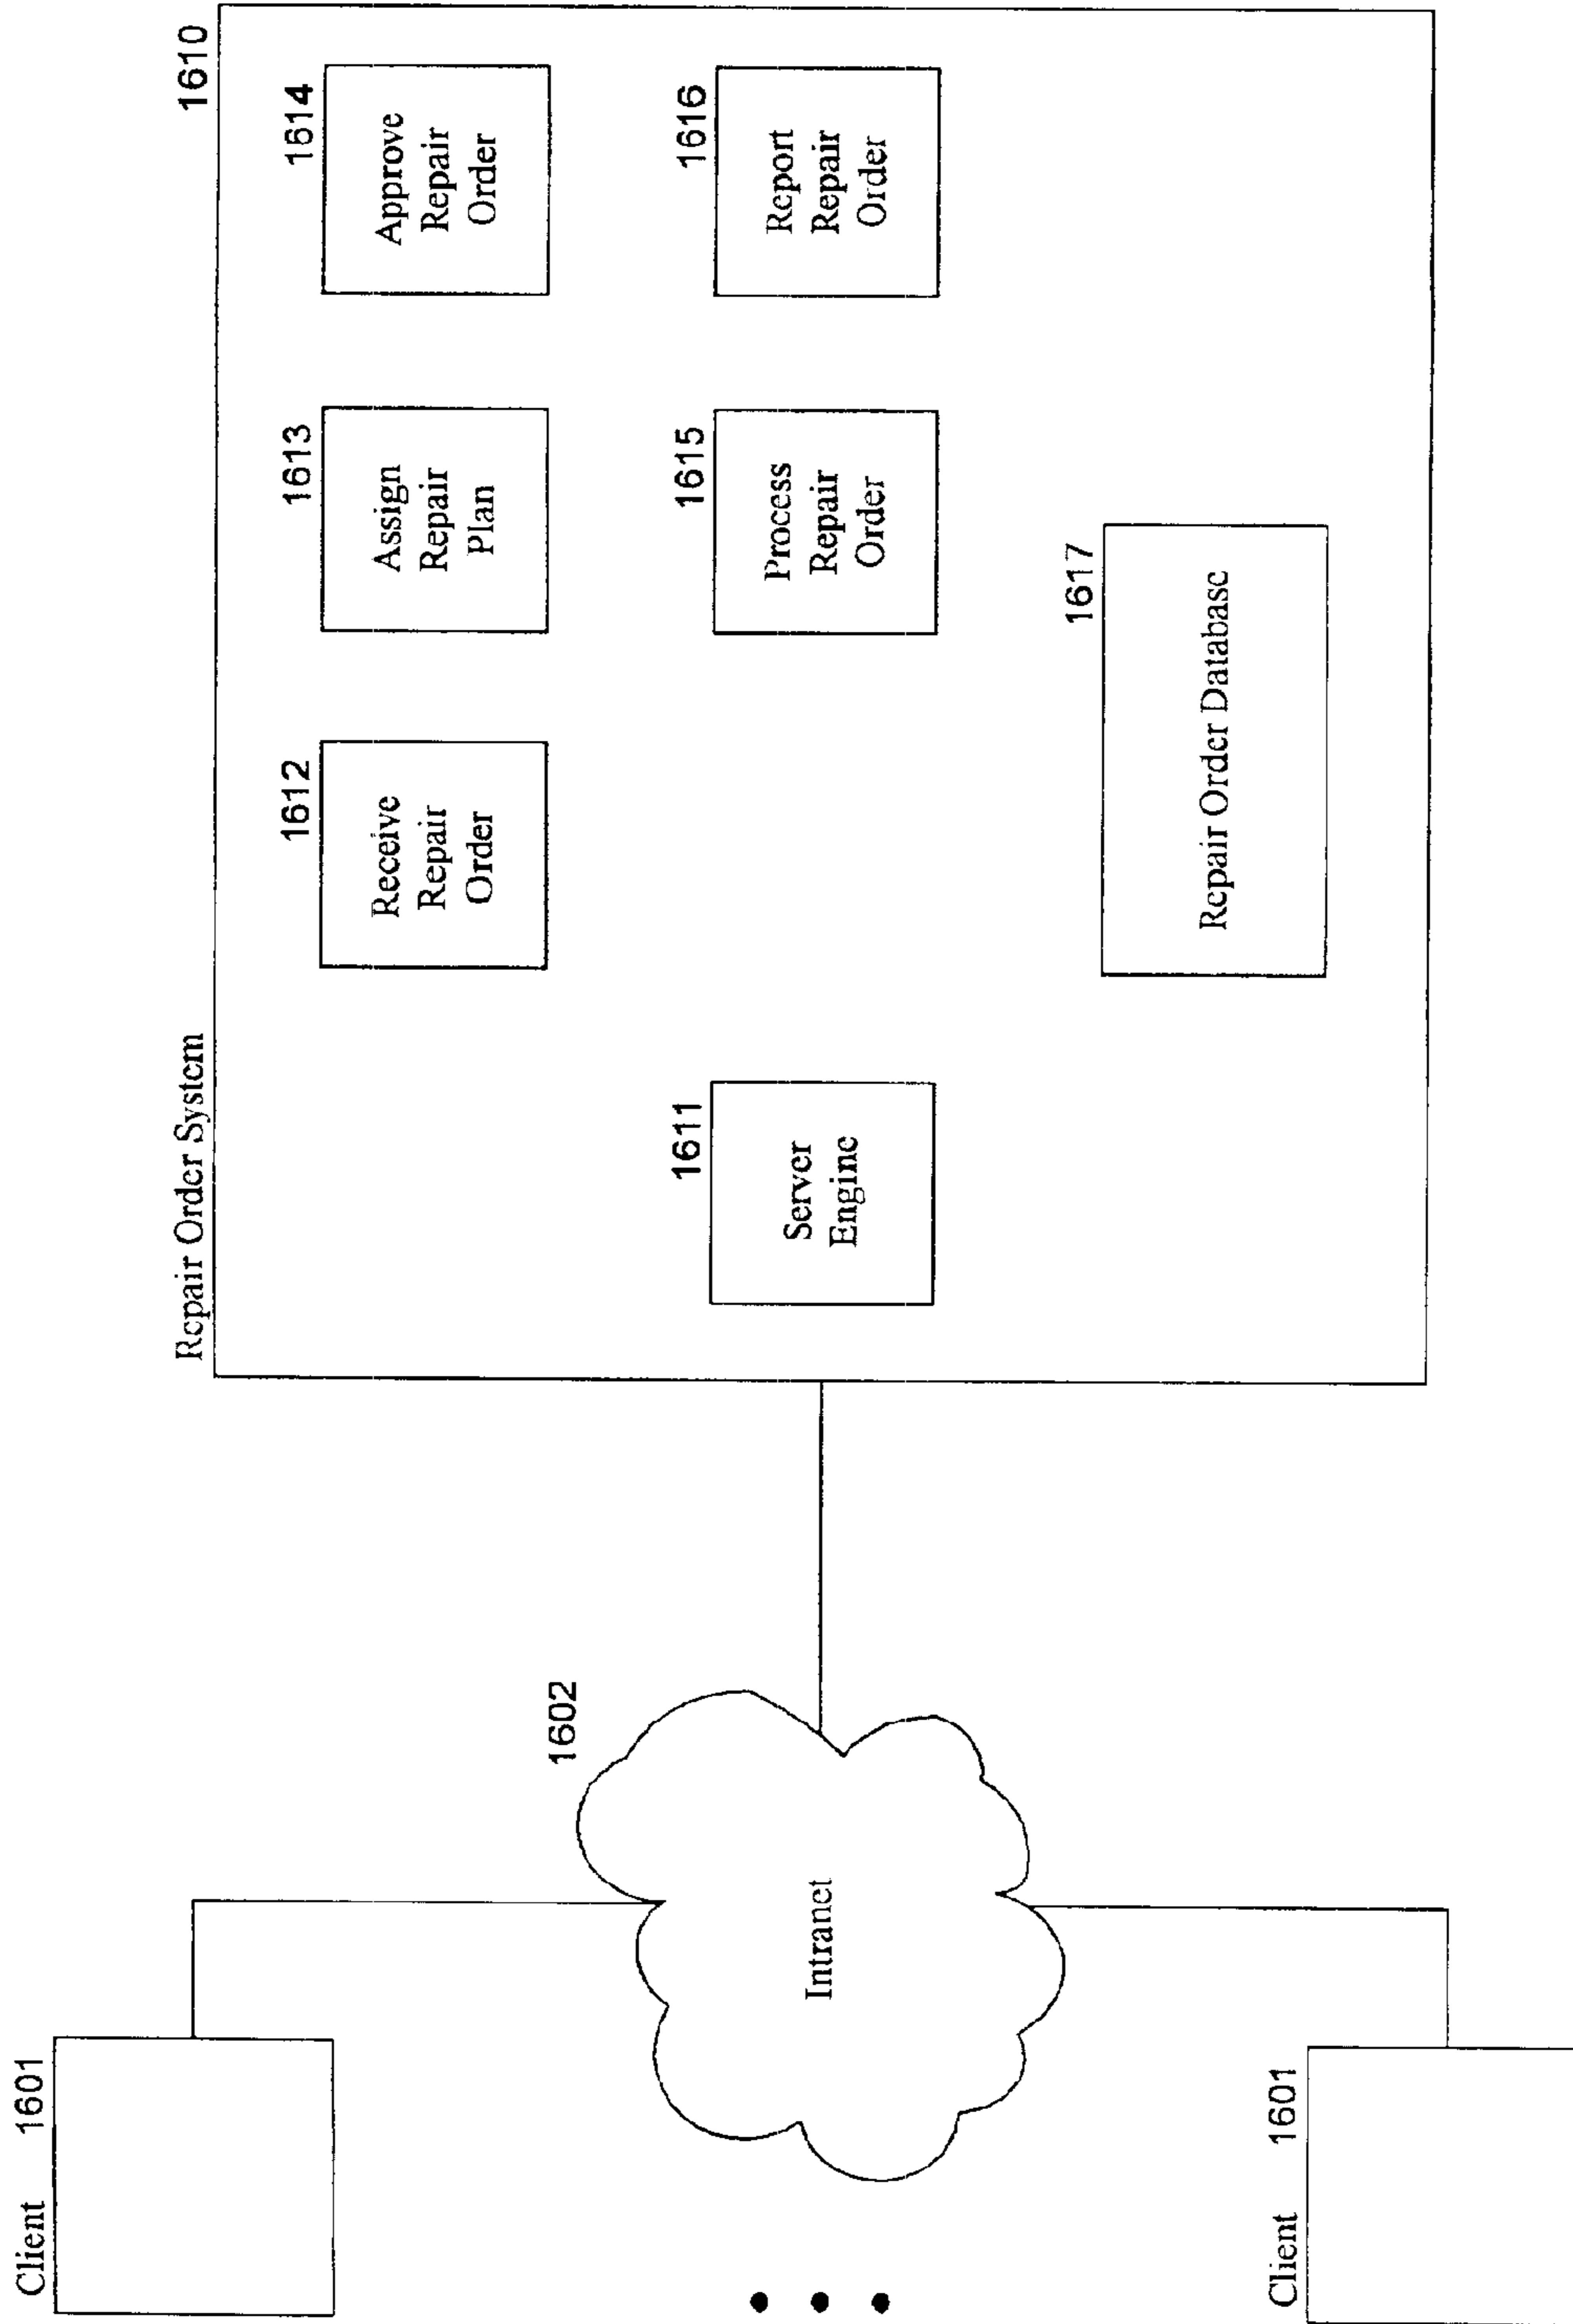 Client 1601
Client 1601
1602
Intranet
Repair Order System 1610
1611
Server
Engine
1612
Receive
Repair
Order
1613
Assign
Repair
Plan
1614
Approve
Repair
Order
1615
Process
Repair
Order
1616
Report
Repair
Order
1617
Repair Order Database